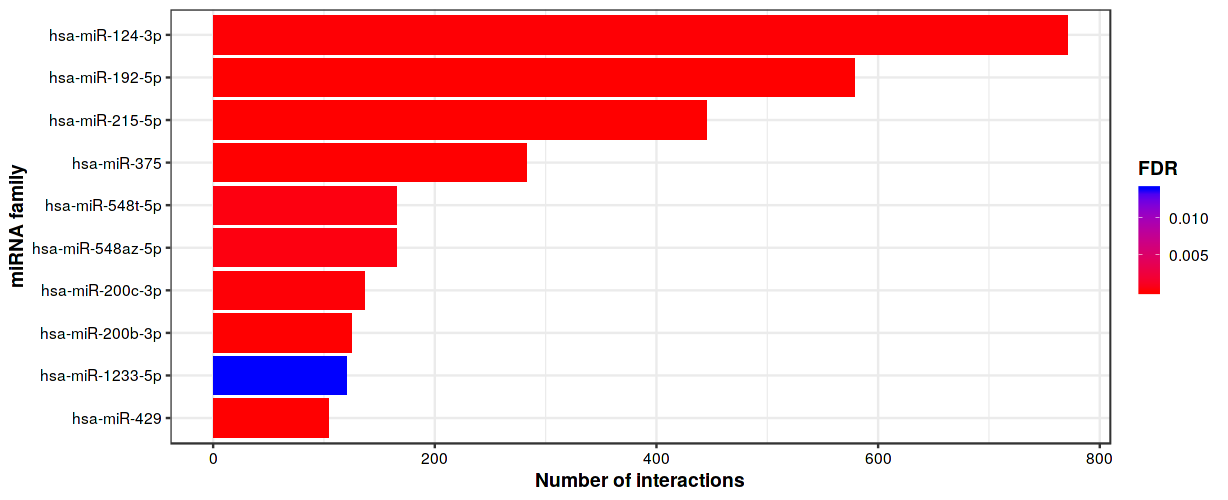 hsa-miR-124-3p
hsa-miR-192-5p
hsa-miR-215-5p
hsa-miR-375
hsa-miR-548t-5p
hsa-miR-548az-5p
hsa-miR-200c-3p
hsa-miR-200b-3p
hsa-miR-1233-5p
hsa-miR-429
miRNA family
0 200 400 600 800
Number of interactions
FDR
0.010
0.005